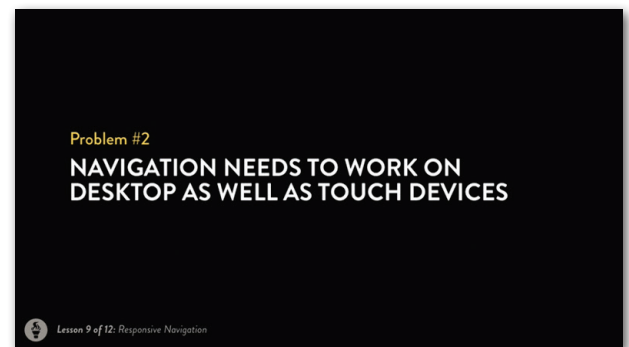 Problem #2
NAVIGATION NEEDS TO WORK ON
DESKTOP AS WELL AS TOUCH DEVICES
Lesson 9 of 12: Responsive Navigation